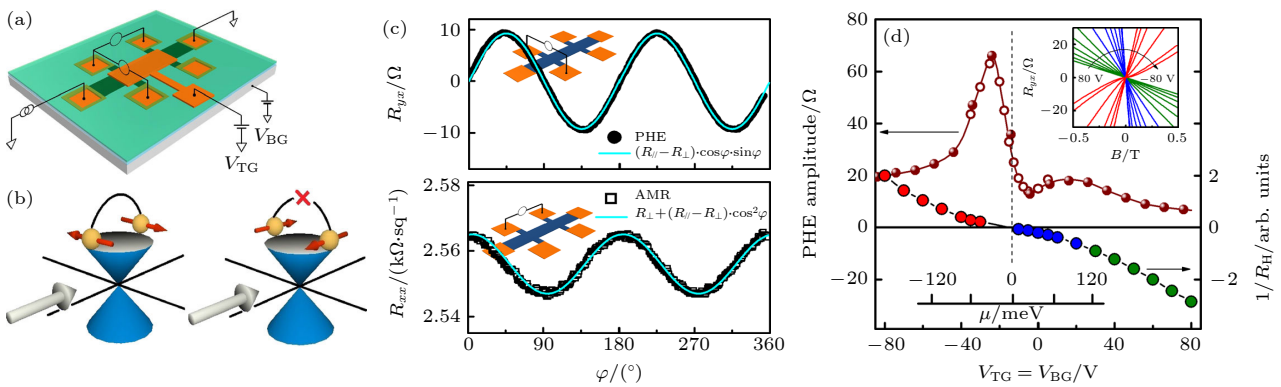 (a)
V_BG
V_TG
(b)
(c)
R_yx/Ω
10
0
−10
PHE
(R_//−R_⊥)·cosφ·sinφ
R_xx/(kΩ·sq⁻¹)
2.58
2.56
2.54
AMR
R_⊥+(R_//−R_⊥)·cos²φ
0 90 180 270 360
φ/(°)
(d)
PHE amplitude/Ω
80
60
40
20
0
−20
R_yx/Ω
20
0
−20
80 V
−80 V
−0.5 0 0.5
B/T
2
0
−2
1/R_H/arb. units
−120 0 120
μ/meV
−80 −40 0 40 80
V_TG = V_BG/V